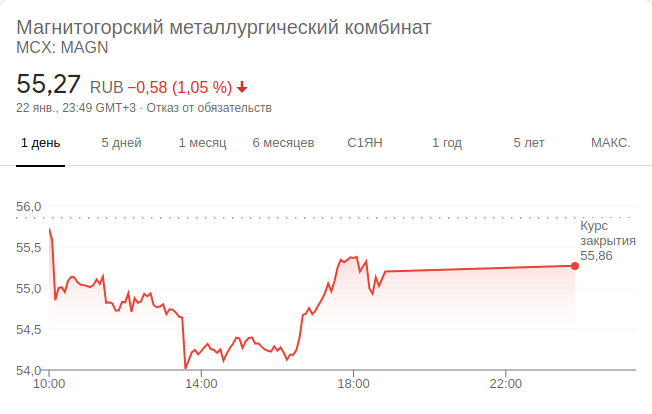 Магнитогорский металлургический комбинат
MCX: MAGN
55,27 RUB −0,58 (1,05 %)
22 янв., 23:49 GMT+3 · Отказ от обязательств
1 день 5 дней 1 месяц 6 месяцев С1ЯН 1 год 5 лет МАКС.
56,0
Курс
закрытия
55,86
55,5
55,0
54,5
54,0
10:00 14:00 18:00 22:00